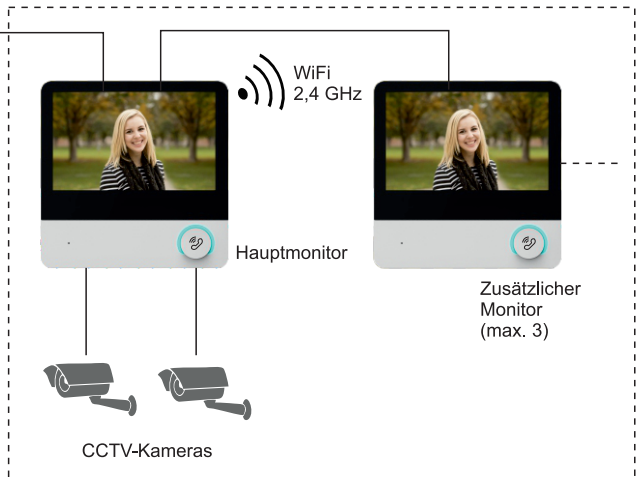 WiFi
2,4 GHz
Hauptmonitor
Zusätzlicher
Monitor
(max. 3)
CCTV-Kameras